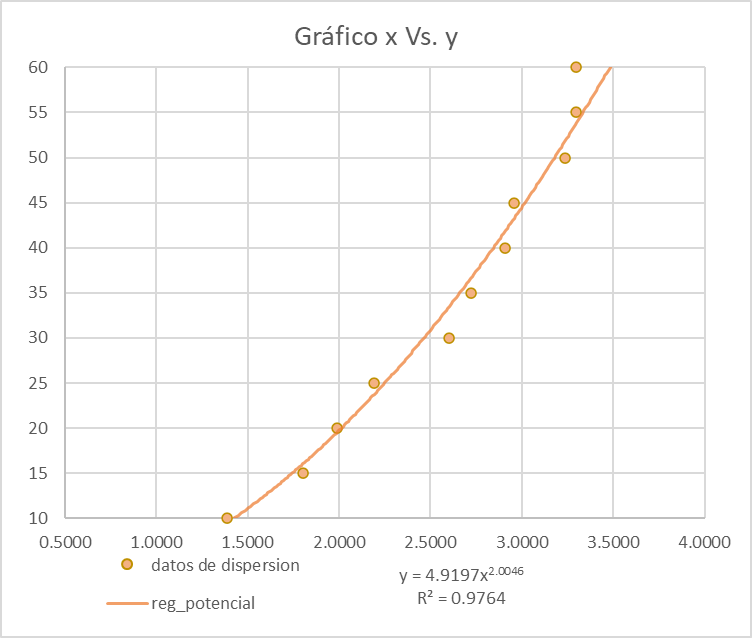 Gráfico x Vs. y
60
55
50
45
40
35
30
25
20
15
10
0.5000 1.0000 1.5000 2.0000 2.5000 3.0000 3.5000 4.0000
datos de dispersion
y = 4.9197x^2.0046
R² = 0.9764
reg_potencial